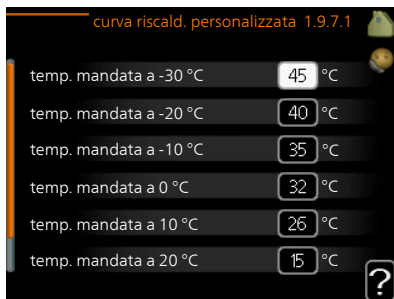 curva riscald. personalizzata 1.9.7.1
temp. mandata a -30 °C 45 °C
temp. mandata a -20 °C 40 °C
temp. mandata a -10 °C 35 °C
temp. mandata a 0 °C 32 °C
temp. mandata a 10 °C 26 °C
temp. mandata a 20 °C 15 °C
?